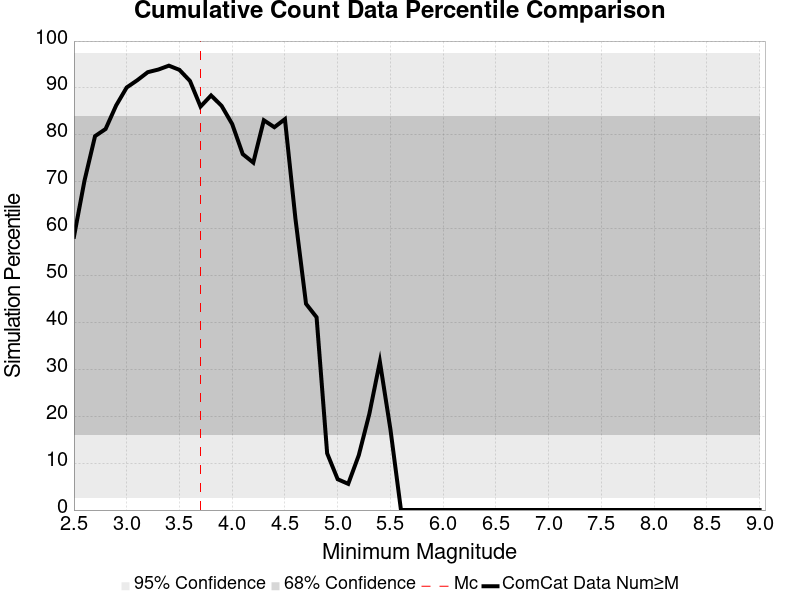 Cumulative Count Data Percentile Comparison
100
90
80
70
60
50
40
30
20
10
0
Simulation Percentile
2.5 3.0 3.5 4.0 4.5 5.0 5.5 6.0 6.5 7.0 7.5 8.0 8.5 9.0
Minimum Magnitude
95% Confidence 68% Confidence Mc ComCat Data Num≥M